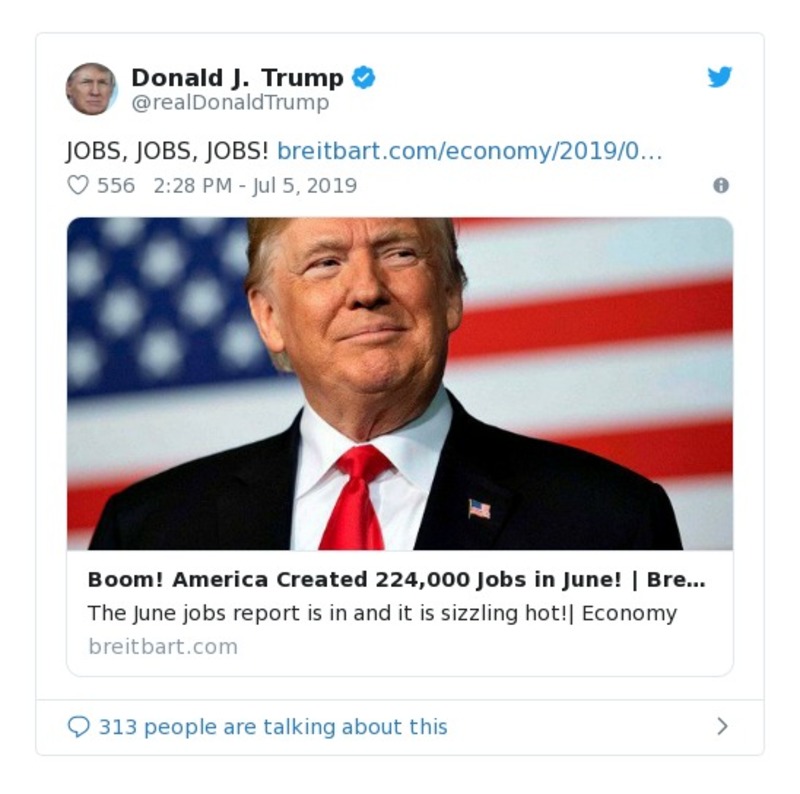 Donald J. Trump
@realDonaldTrump
JOBS, JOBS, JOBS! breitbart.com/economy/2019/0…
556 2:28 PM - Jul 5, 2019
Boom! America Created 224,000 Jobs in June! | Bre…
The June jobs report is in and it is sizzling hot!| Economy
breitbart.com
313 people are talking about this